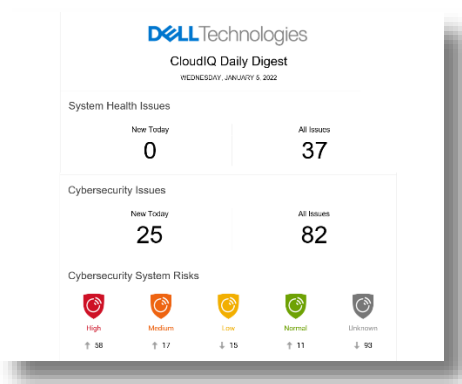 DELLTechnologies
CloudIQ Daily Digest
WEDNESDAY, JANUARY 5, 2022
System Health Issues
New Today All Issues
0 37
Cybersecurity Issues
New Today All Issues
25 82
Cybersecurity System Risks
High Medium Low Normal Unknown
↑ 58 ↑ 17 ↓ 15 ↑ 11 ↓ 93